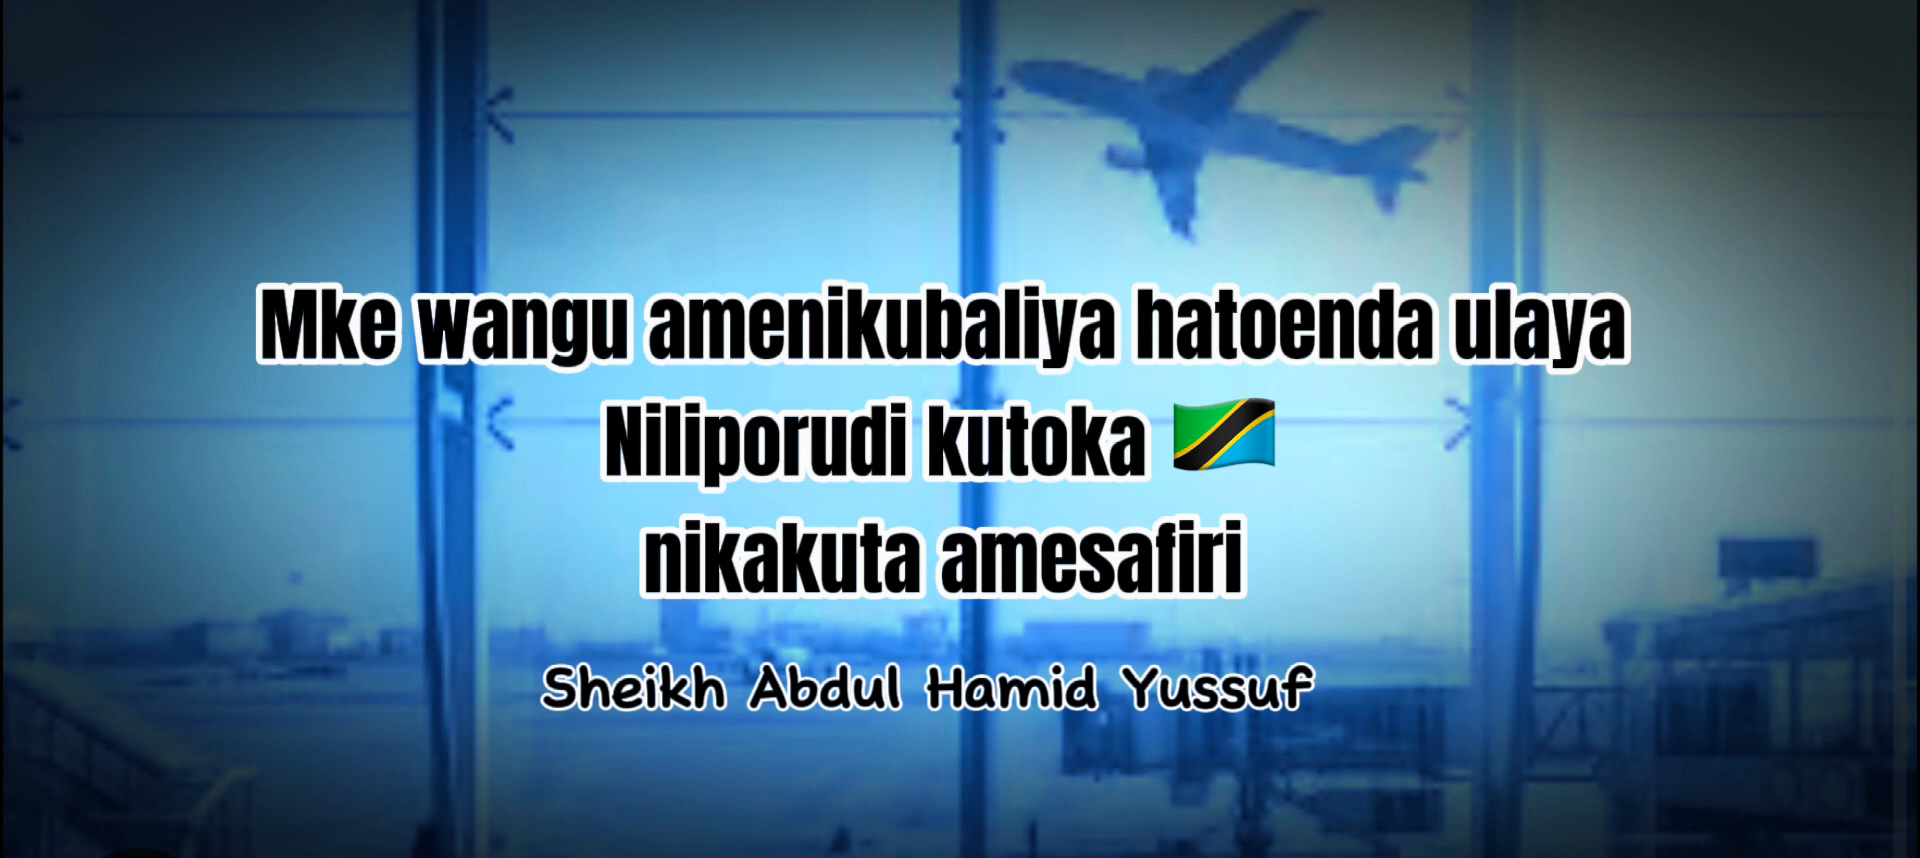 Mke wangu amenikubaliya hatoenda ulaya
Niliporudi kutoka 🇹🇿
nikakuta amesafiri
Sheikh Abdul Hamid Yussuf